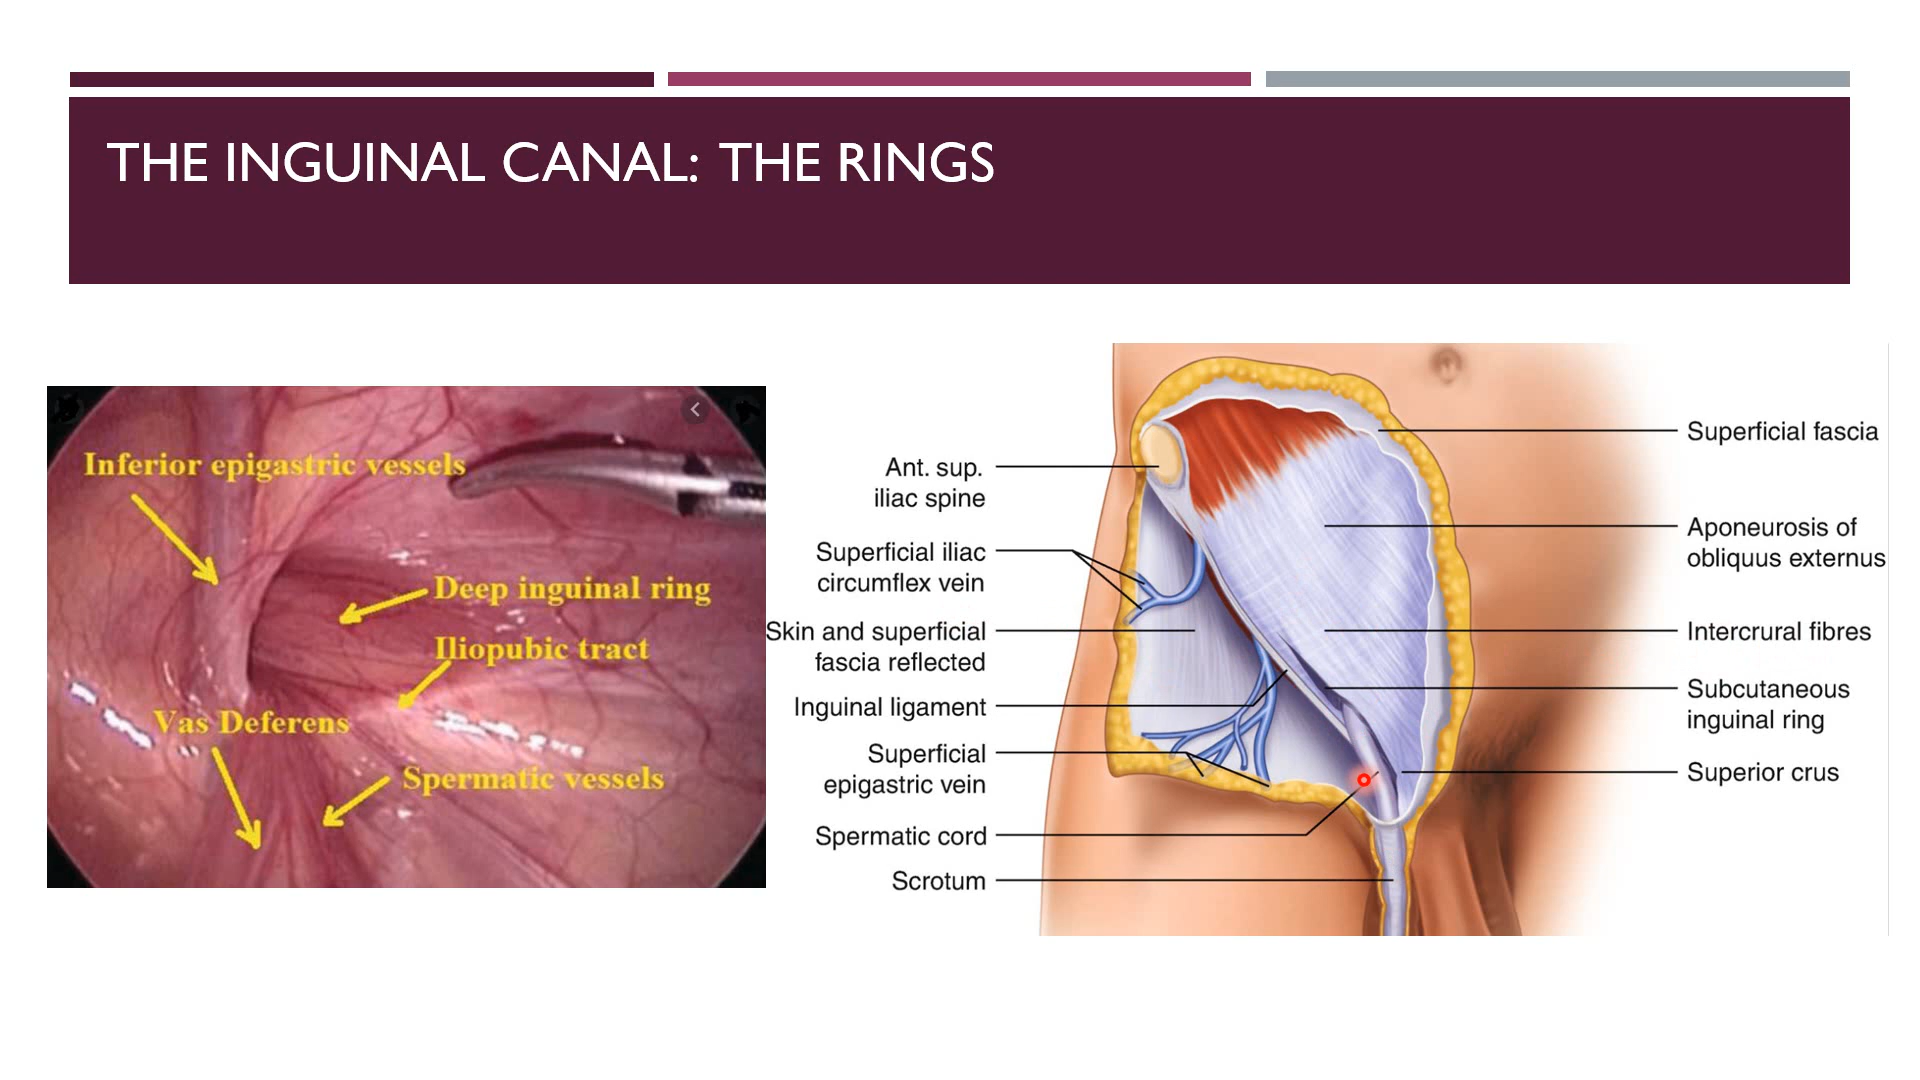 THE INGUINAL CANAL: THE RINGS
Inferior epigastric vessels
Deep inguinal ring
Iliopubic tract
Vas Deferens
Spermatic vessels
Ant. sup.
iliac spine
Superficial iliac
circumflex vein
Skin and superficial
fascia reflected
Inguinal ligament
Superficial
epigastric vein
Spermatic cord
Scrotum
Superficial fascia
Aponeurosis of
obliquus externus
Intercrural fibres
Subcutaneous
inguinal ring
Superior crus